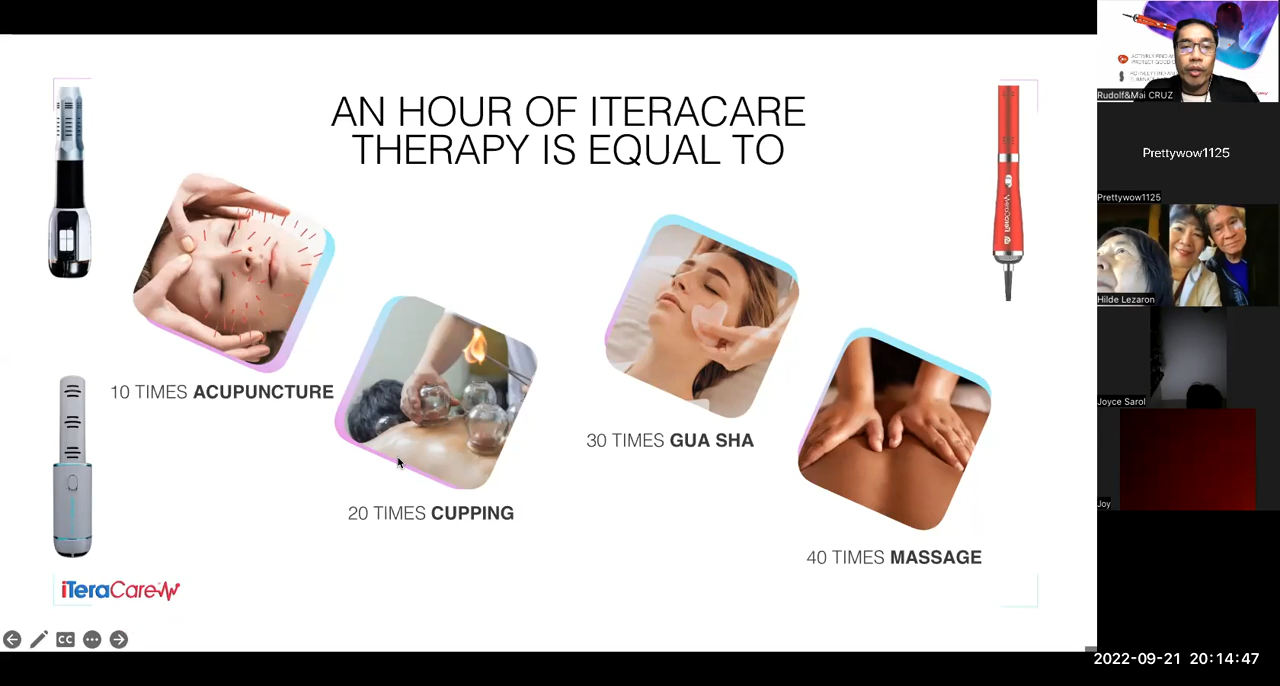 AN HOUR OF ITERACARE
THERAPY IS EQUAL TO
10 TIMES ACUPUNCTURE
20 TIMES CUPPING
30 TIMES GUA SHA
40 TIMES MASSAGE
iTeraCare
CC
Rudolf&Mai CRUZ
Prettywow1125
Prettywow1125
Hilde Lezaron
Joyce Sarol
Joy
2022-09-21 20:14:47